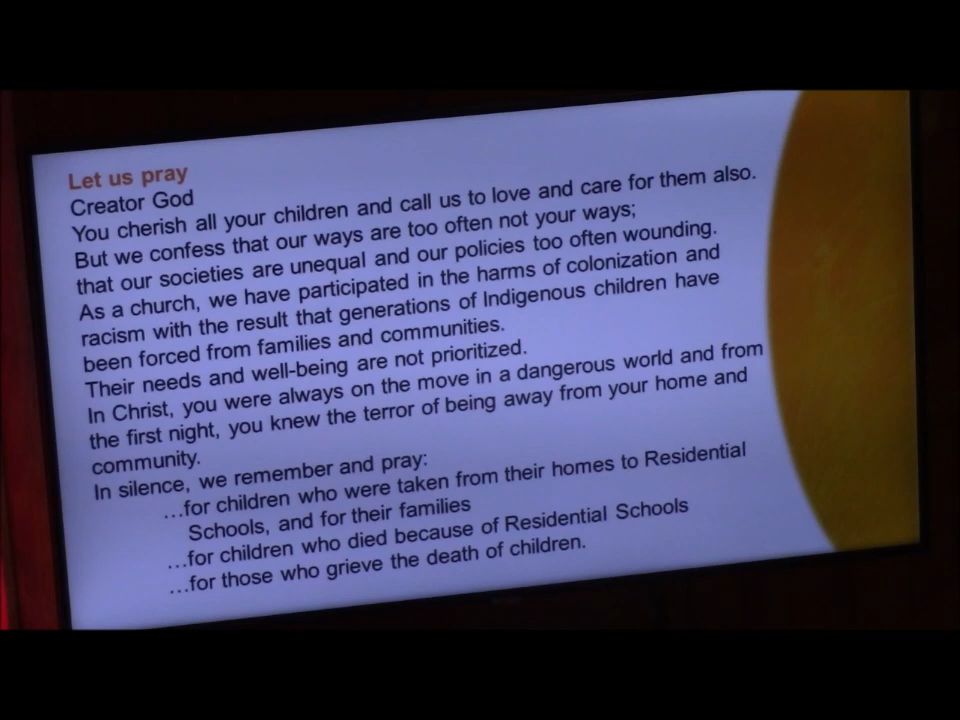 Let us pray
Creator God
You cherish all your children and call us to love and care for them also.
But we confess that our ways are too often not your ways;
that our societies are unequal and our policies too often wounding.
As a church, we have participated in the harms of colonization and
racism with the result that generations of Indigenous children have
been forced from families and communities.
Their needs and well-being are not prioritized.
In Christ, you were always on the move in a dangerous world and from
the first night, you knew the terror of being away from your home and
community.
In silence, we remember and pray:
...for children who were taken from their homes to Residential
Schools, and for their families
...for children who died because of Residential Schools
...for those who grieve the death of children.